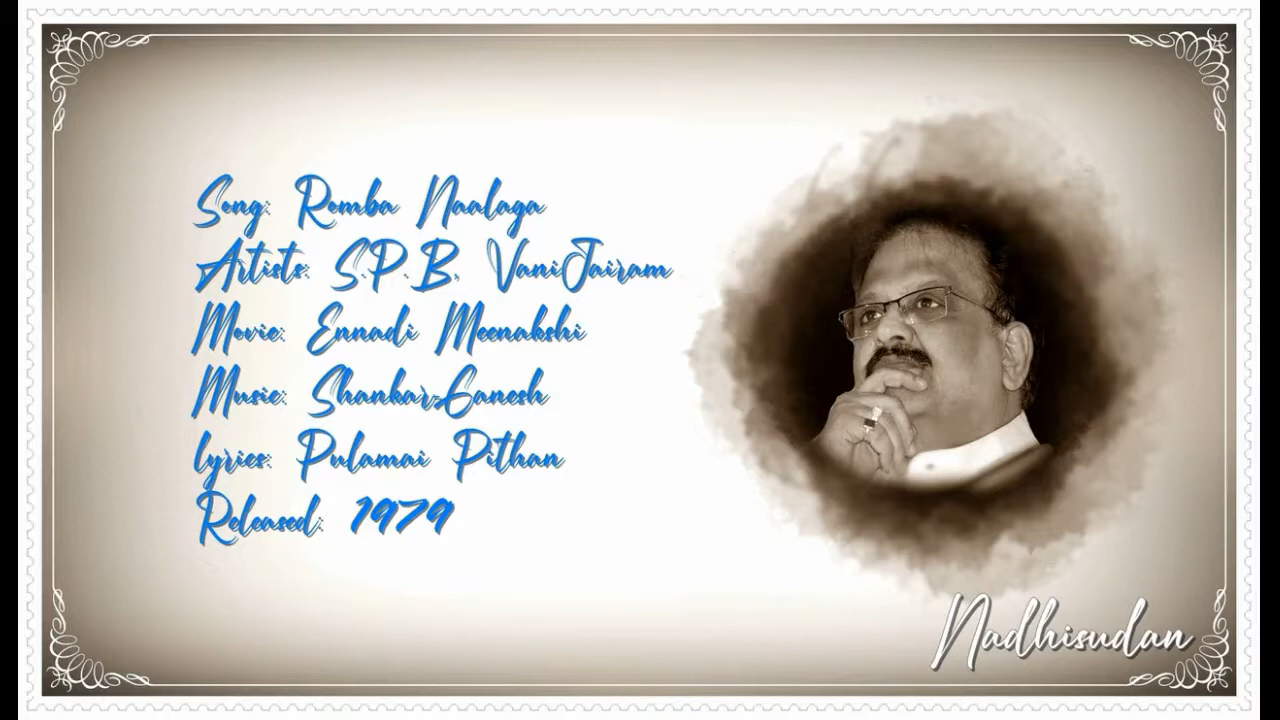 Song: Romba Naalaga
Artists: S.P.B, VaniJairam
Movie: Ennadi Meenakshi
Music: Shankar-Ganesh
lyrics: Pulamai Pithan
Released: 1979
Nadhisudan